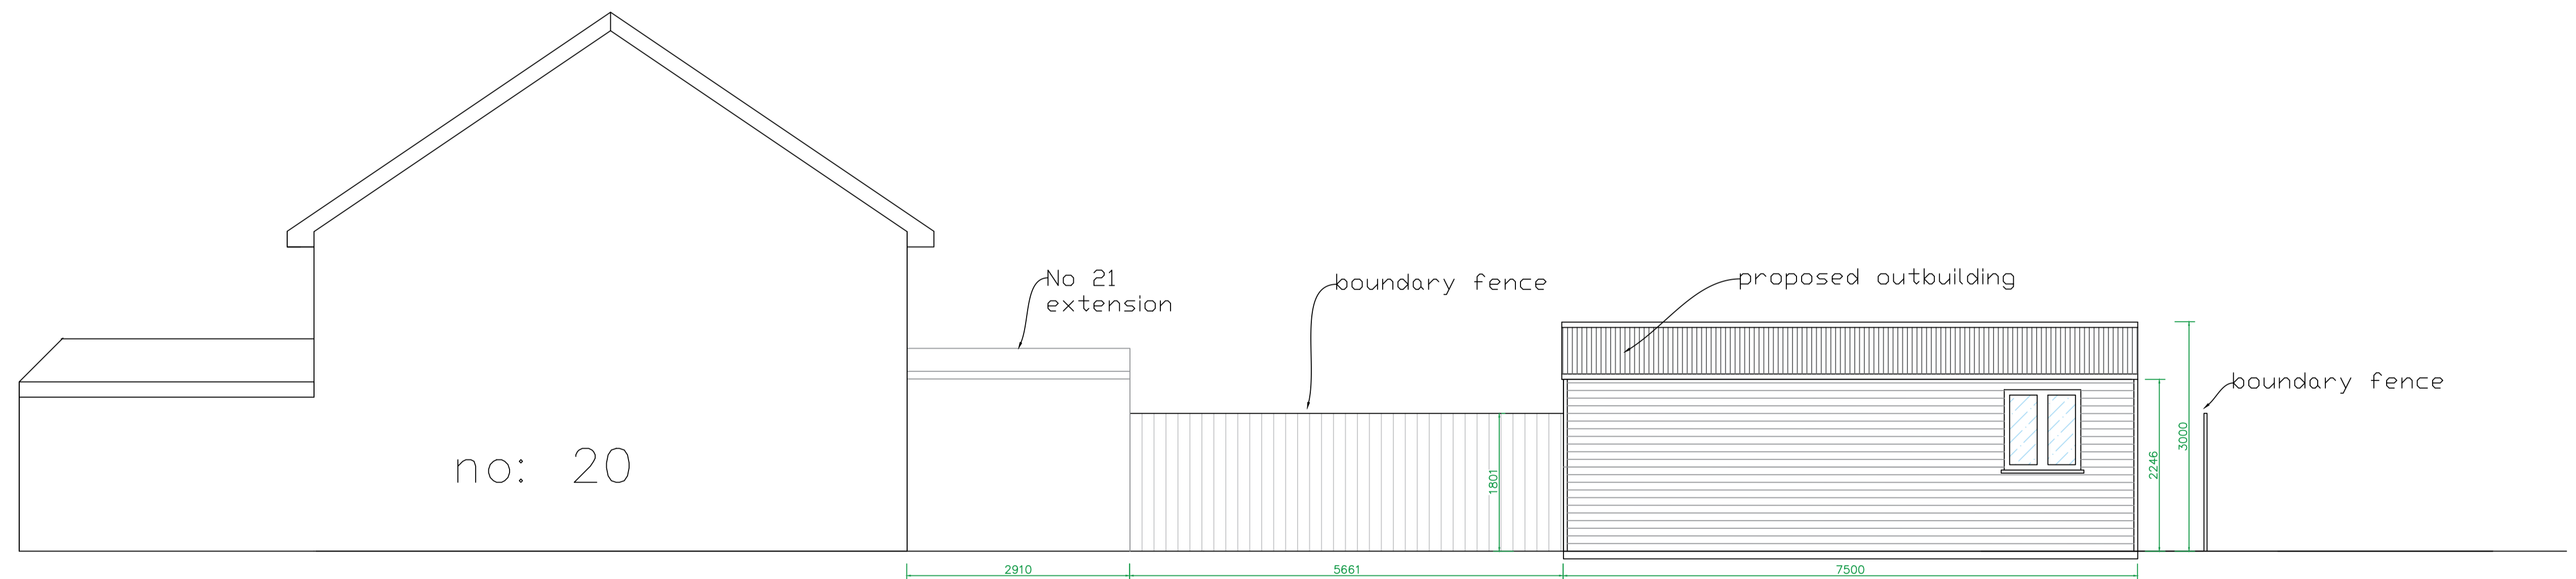 No 21
extension
boundary fence
proposed outbuilding
boundary fence
no: 20
1801
2246
3000
2910
5661
7500